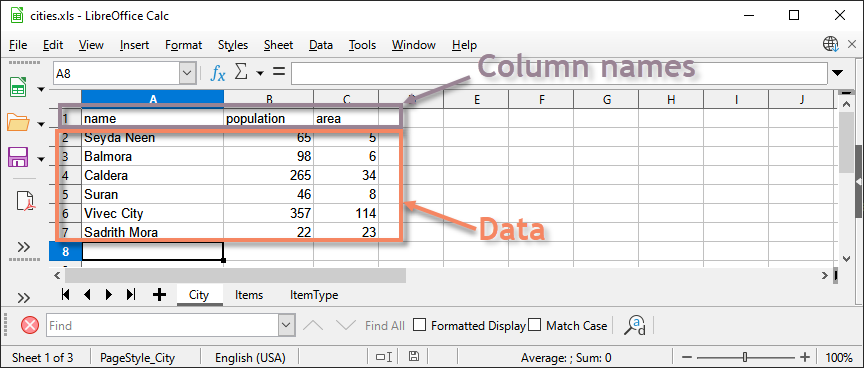 cities.xls - LibreOffice Calc
File Edit View Insert Format Styles Sheet Data Tools Window Help
A8 fx Σ =
Column names
A B C D E F G H I J
1 name population area
2 Seyda Neen 65 5
3 Balmora 98 6
4 Caldera 265 34
5 Suran 46 8
6 Vivec City 357 114
7 Sadrith Mora 22 23
Data
8
City Items ItemType
Find Find All Formatted Display Match Case
Sheet 1 of 3 PageStyle_City English (USA) Average: ; Sum: 0 100%